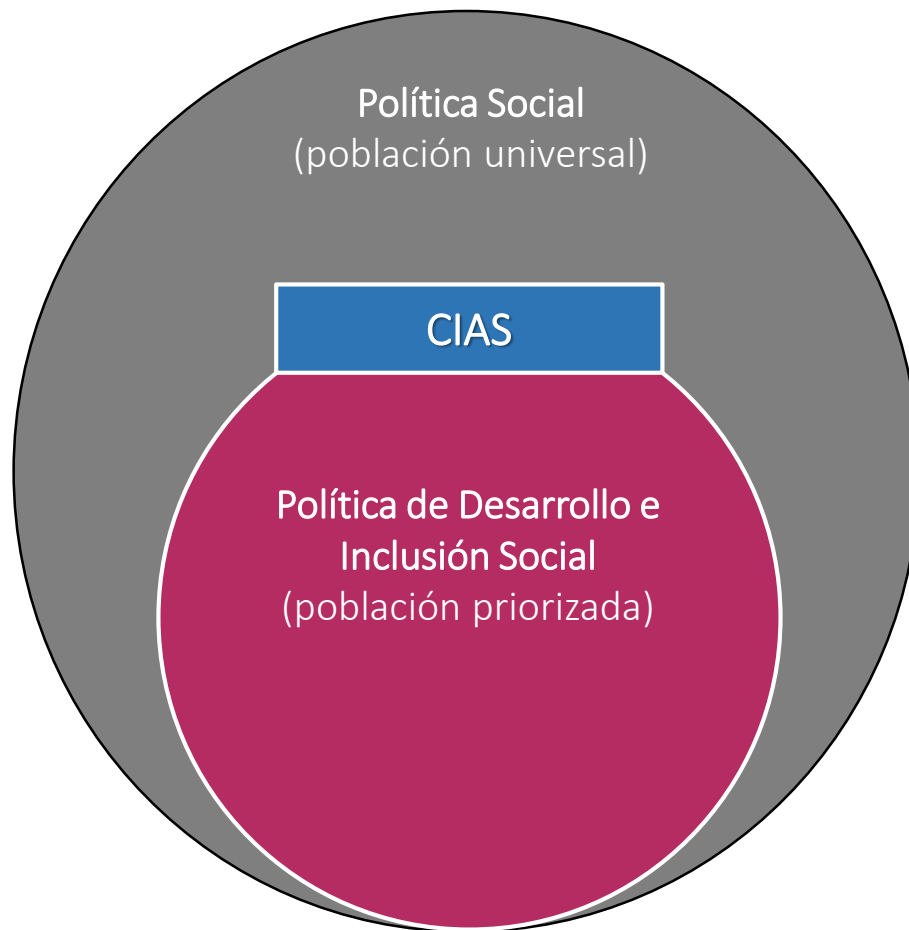 Política Social
(población universal)
CIAS
Política de Desarrollo e
Inclusión Social
(población priorizada)